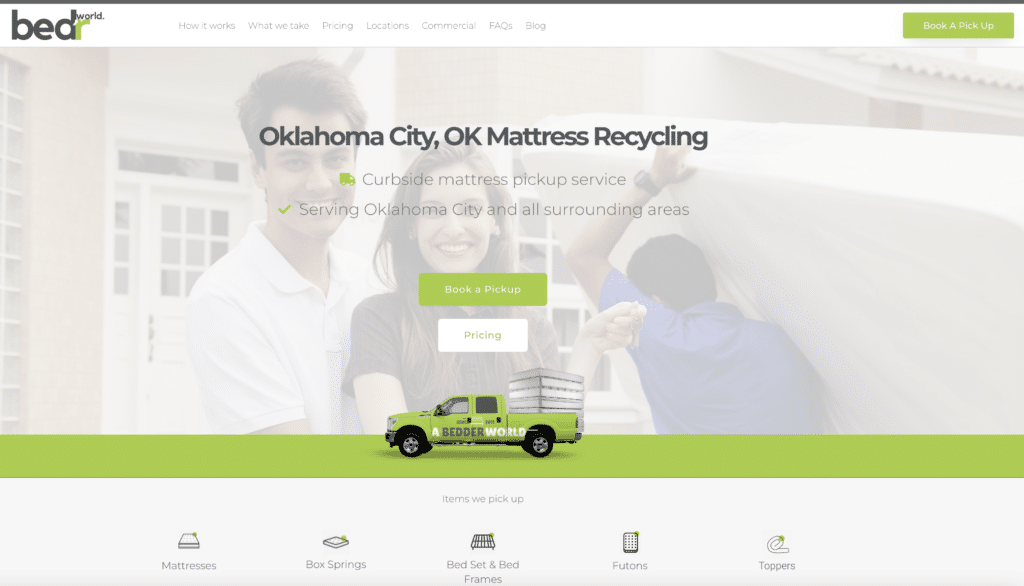 bedr world.
How it works What we take Pricing Locations Commercial FAQs Blog
Book A Pick Up
Oklahoma City, OK Mattress Recycling
Curbside mattress pickup service
Serving Oklahoma City and all surrounding areas
Book a Pickup
Pricing
A BEDDER WORLD
Items we pick up
Mattresses
Box Springs
Bed Set & Bed
Frames
Futons
Toppers